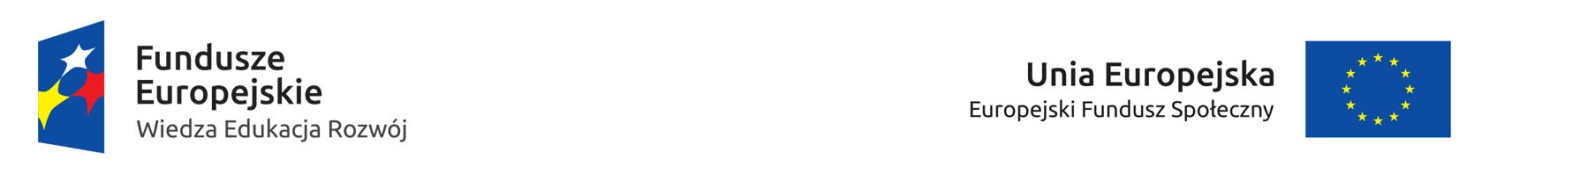 Fundusze
Europejskie
Wiedza Edukacja Rozwój
Unia Europejska
Europejski Fundusz Społeczny